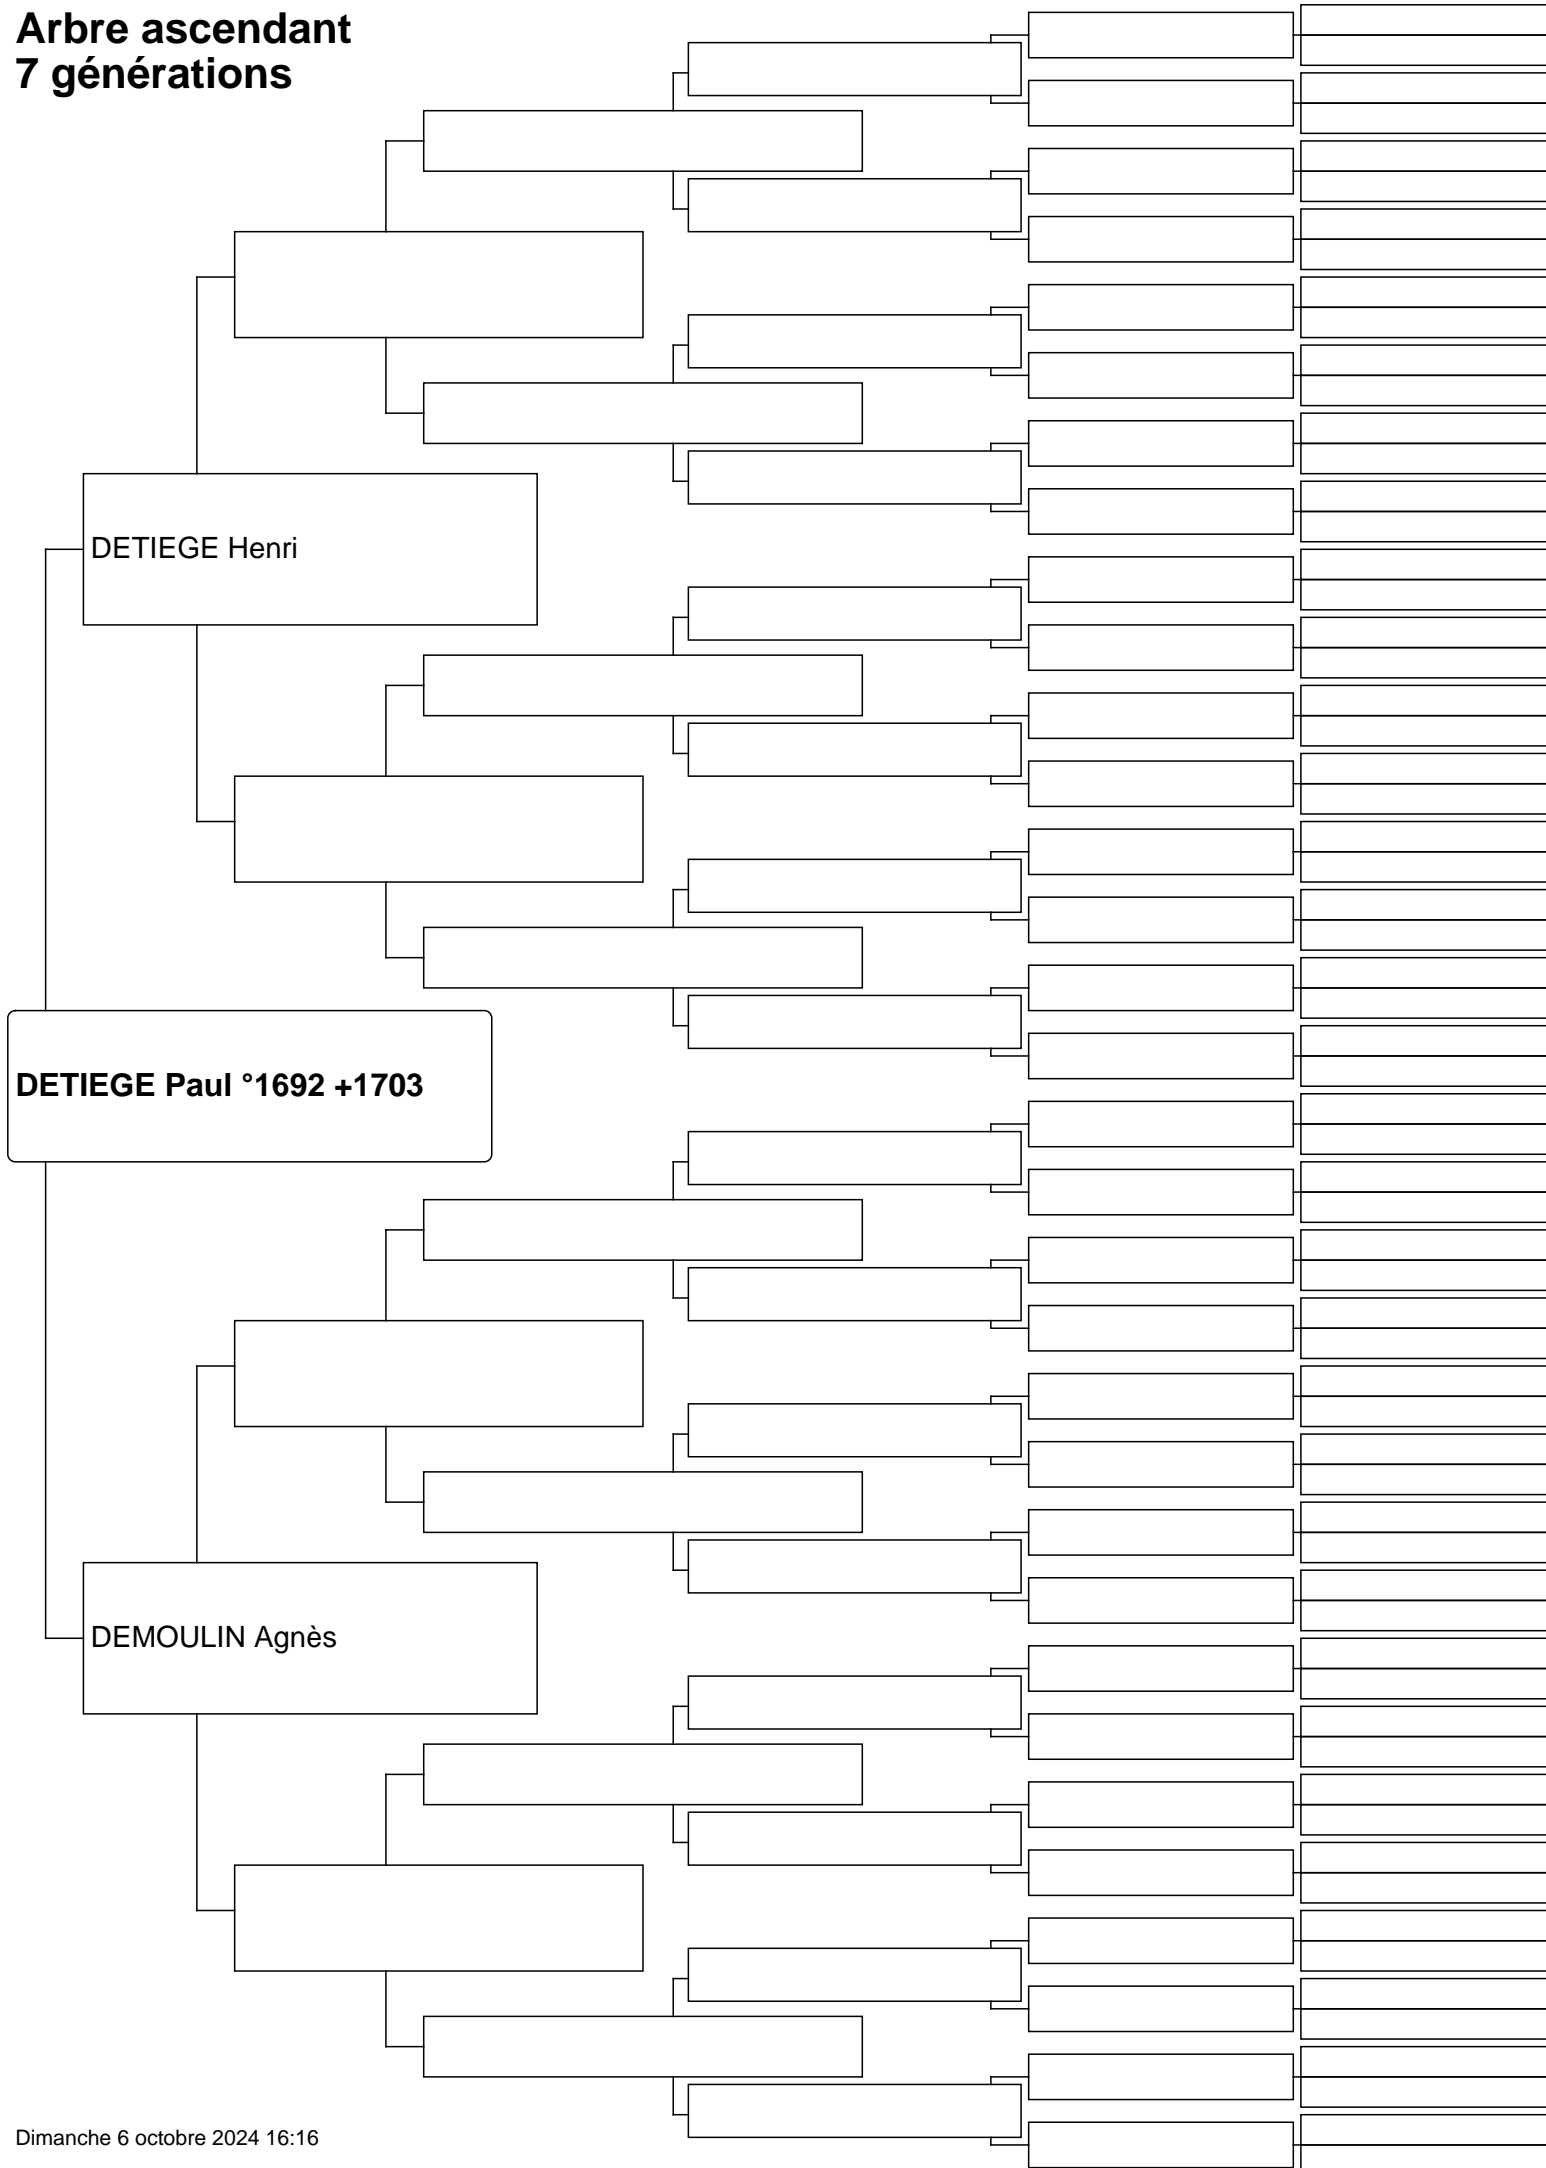 Arbre ascendant
7 générations
DETIEGE Henri
DETIEGE Paul °1692 +1703
DEMOULIN Agnès
Dimanche 6 octobre 2024 16:16